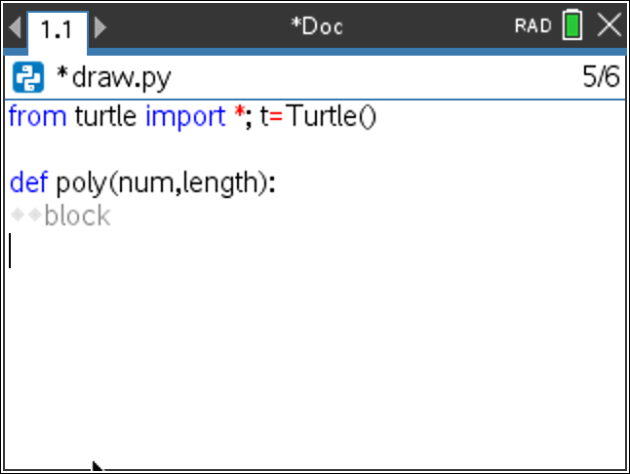 1.1 *Doc RAD
*draw.py 5/6
from turtle import *; t=Turtle()
def poly(num,length):
◆◆block